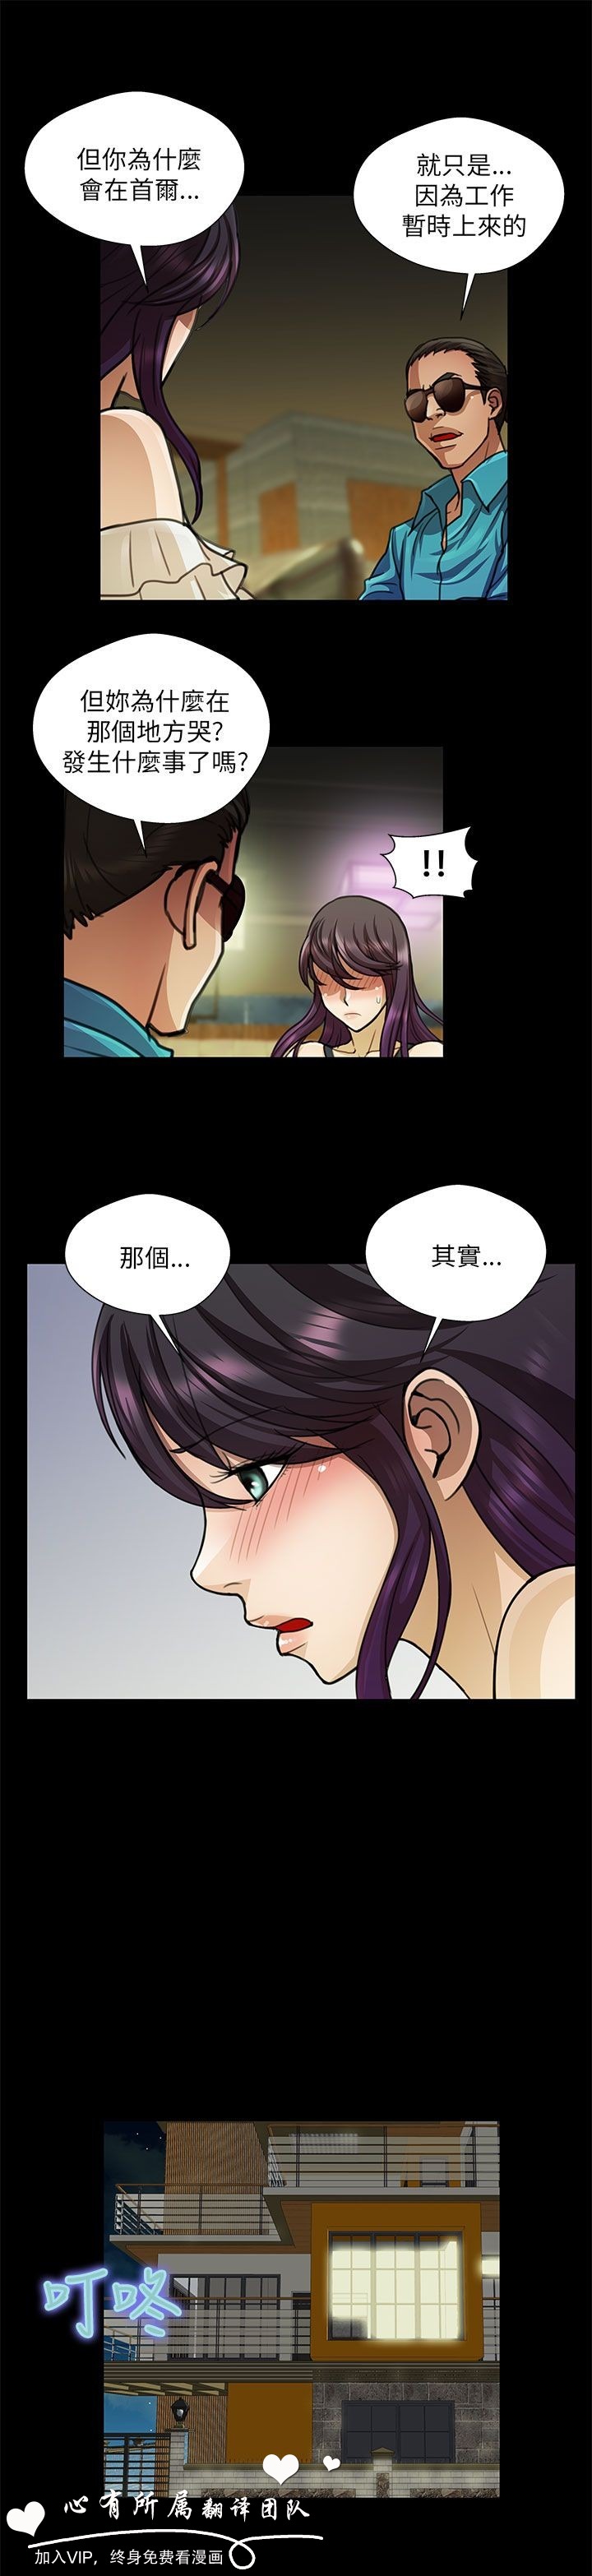 但你為什麼
會在首爾...
就只是...
因為工作
暫時上來的
但妳為什麼在
那個地方哭?
發生什麼事了嗎?
!!
那個...
其實...
叮咚
心有所属翻译团队
加入VIP，终身免费看漫画